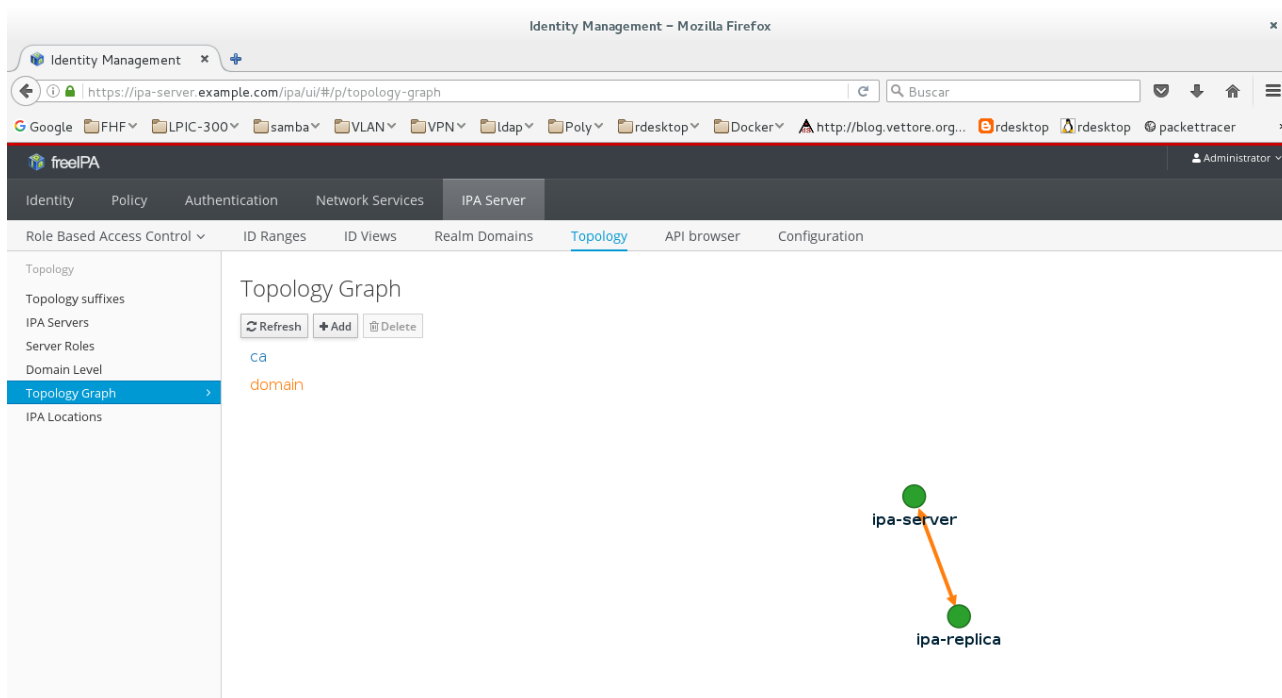 Identity Management – Mozilla Firefox
Identity Management
https://ipa-server.example.com/ipa/ui/#/p/topology-graph Buscar
Google FHF LPIC-300 samba VLAN VPN ldap Poly rdesktop Docker http://blog.vettore.org... rdesktop rdesktop packettracer
freeIPA Administrator
Identity Policy Authentication Network Services IPA Server
Role Based Access Control ID Ranges ID Views Realm Domains Topology API browser Configuration
Topology
Topology suffixes
IPA Servers
Server Roles
Domain Level
Topology Graph
IPA Locations
Topology Graph
Refresh Add Delete
ca
domain
ipa-server
ipa-replica